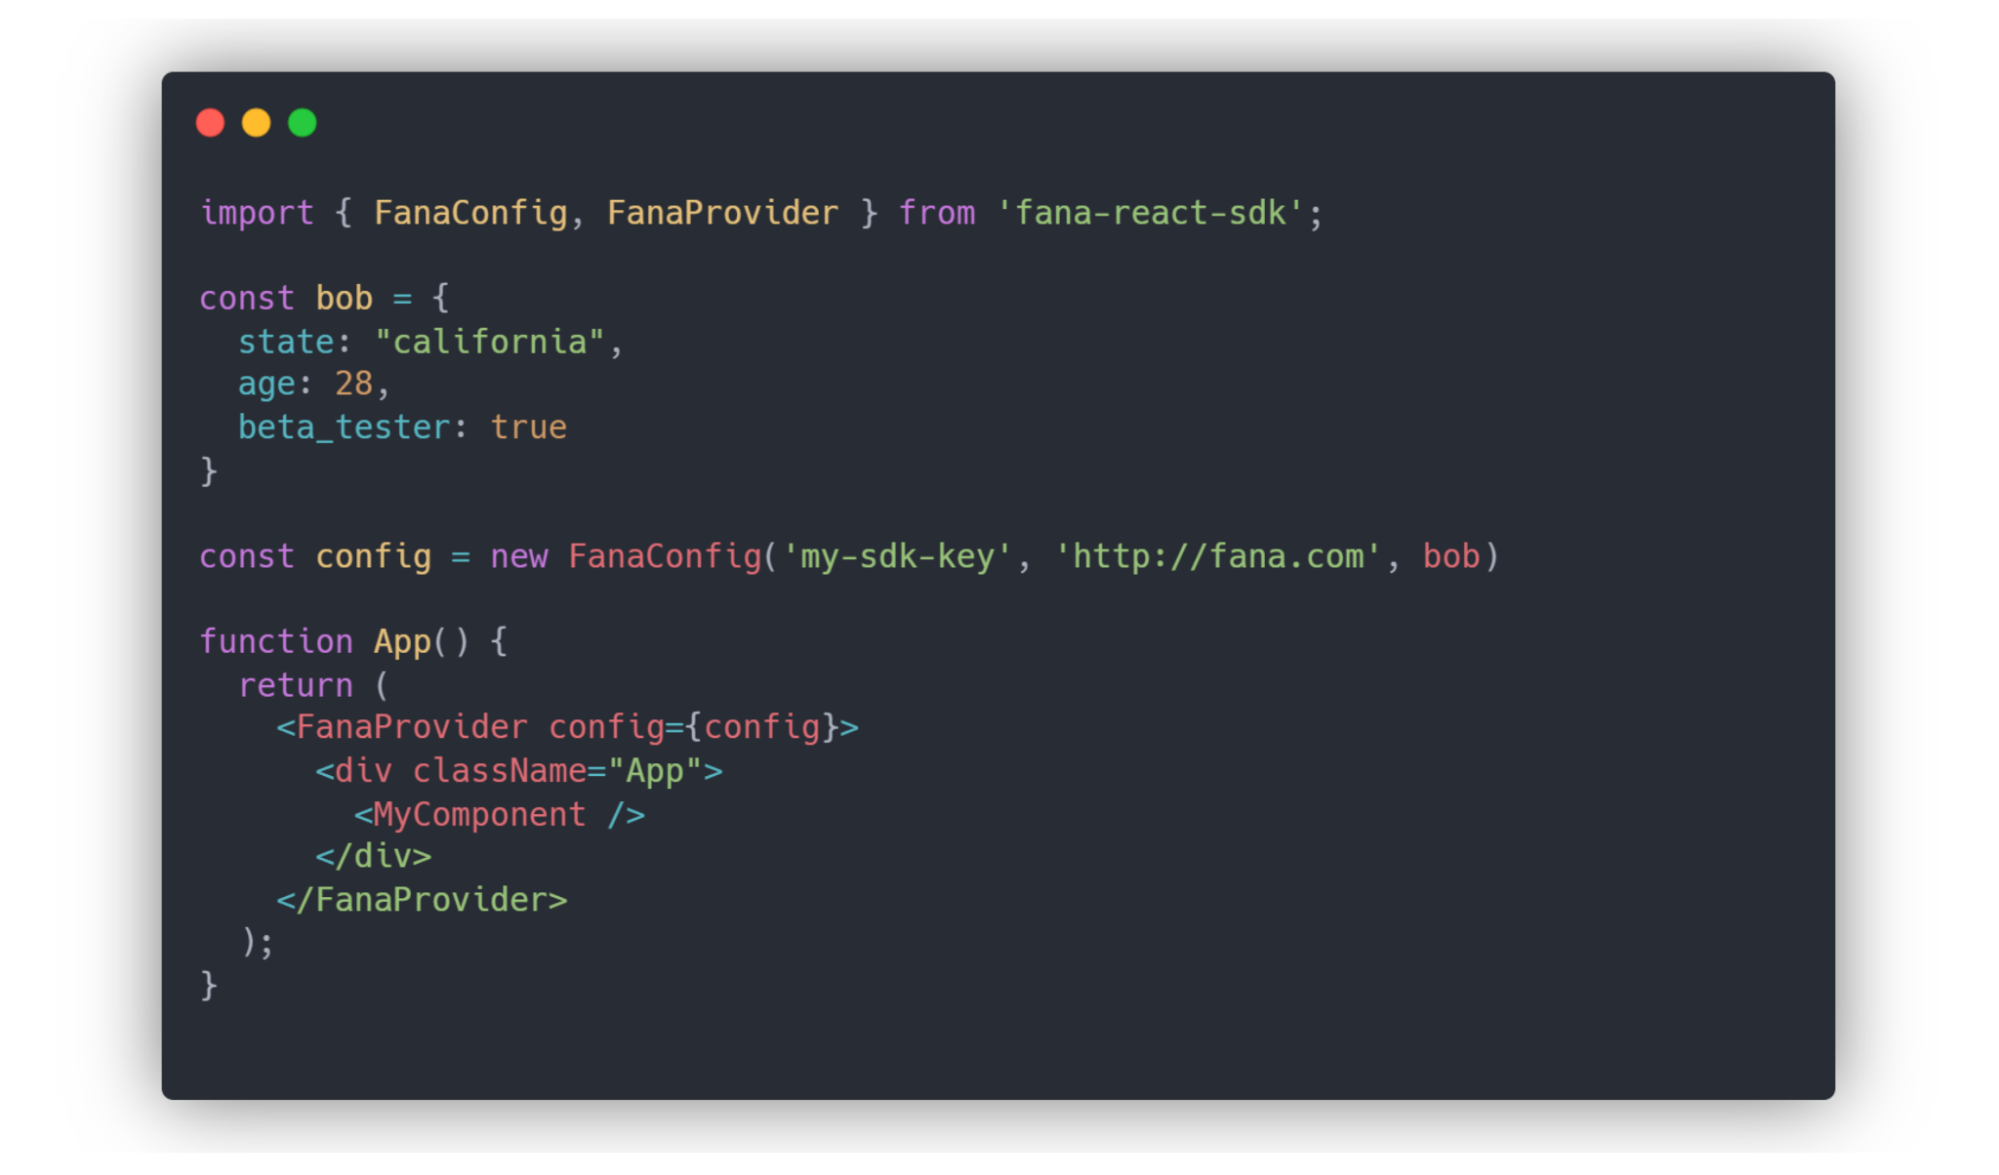 import { FanaConfig, FanaProvider } from 'fana-react-sdk';
const bob = {
  state: "california",
  age: 28,
  beta_tester: true
}
const config = new FanaConfig('my-sdk-key', 'http://fana.com', bob)
function App() {
  return (
    <FanaProvider config={config}>
      <div className="App">
        <MyComponent />
      </div>
    </FanaProvider>
  );
}